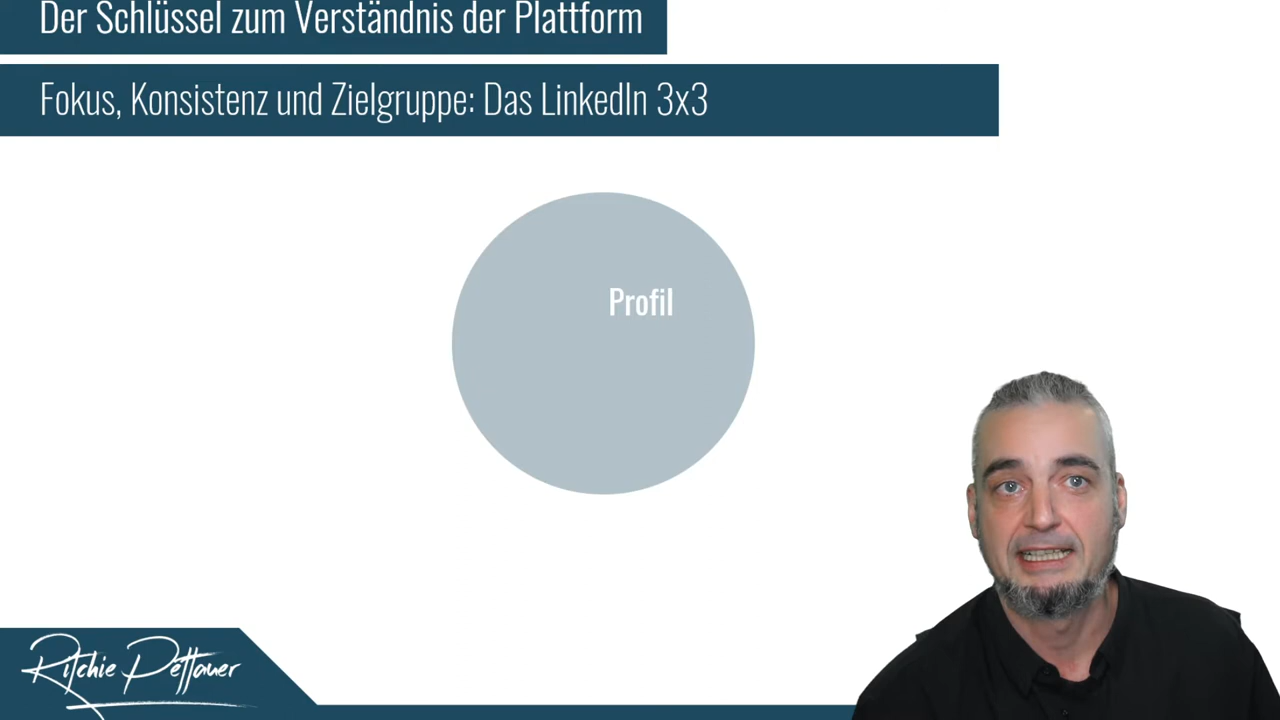 Der Schlüssel zum Verständnis der Plattform
Fokus, Konsistenz und Zielgruppe: Das LinkedIn 3x3
Profil
Ritchie Pettauer